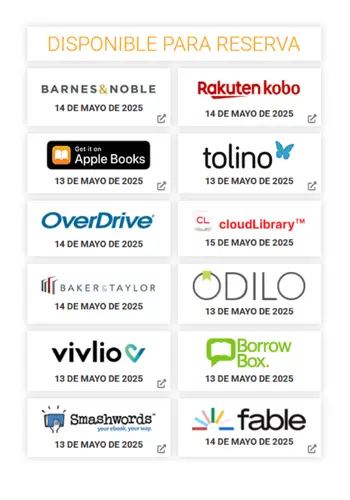 DISPONIBLE PARA RESERVA
BARNES&NOBLE
14 DE MAYO DE 2025
Rakuten kobo
14 DE MAYO DE 2025
Get it on
Apple Books
13 DE MAYO DE 2025
tolino
13 DE MAYO DE 2025
OverDrive®
14 DE MAYO DE 2025
CL
cloudLibrary™
15 DE MAYO DE 2025
BAKER & TAYLOR
14 DE MAYO DE 2025
ODILO
13 DE MAYO DE 2025
vivlio
13 DE MAYO DE 2025
Borrow
Box.
13 DE MAYO DE 2025
Smashwords™
your ebook. your way.
13 DE MAYO DE 2025
fable
14 DE MAYO DE 2025